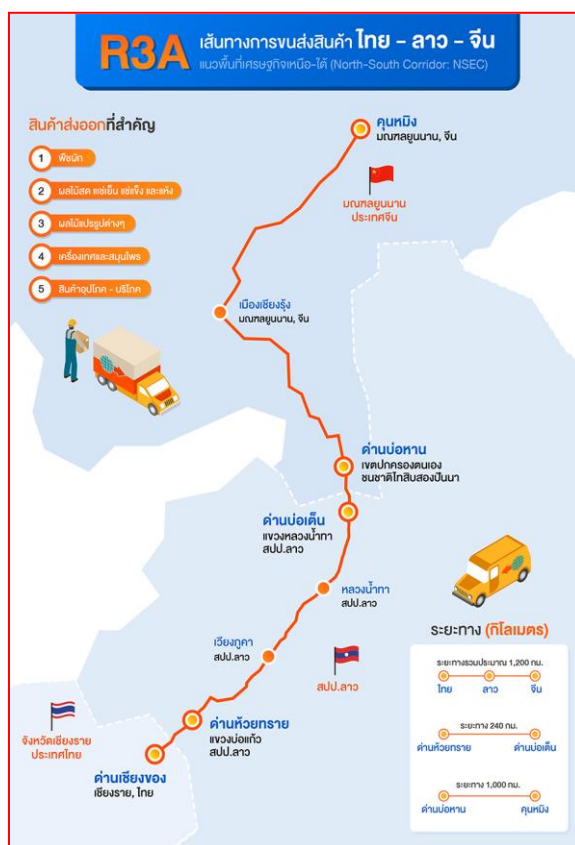 R3A
เส้นทางการขนส่งสินค้า ไทย - ลาว - จีน
แนวพื้นที่เศรษฐกิจเหนือ-ใต้ (North-South Corridor: NSEC)
สินค้าส่งออกที่สำคัญ
1 พืชผัก
2 ผลไม้สด แช่เย็น แช่แข็ง และแห้ง
3 ผลไม้แปรรูปต่างๆ
4 เครื่องเทศและสมุนไพร
5 สินค้าอุปโภค - บริโภค
คุนหมิง
มณฑลยูนนาน, จีน
มณฑลยูนนาน
ประเทศจีน
เมืองเชียงรุ้ง
มณฑลยูนนาน, จีน
ด่านบ่อหาน
เขตปกครองตนเอง
ชนชาติไทสิบสองปันนา
ด่านบ่อเต็น
แขวงหลวงน้ำทา
สปป.ลาว
หลวงน้ำทา
สปป.ลาว
เวียงภูคา
สปป.ลาว
สปป.ลาว
ด่านห้วยทราย
แขวงบ่อแก้ว
สปป.ลาว
จังหวัดเชียงราย
ประเทศไทย
ด่านเชียงของ
เชียงราย, ไทย
ระยะทาง (กิโลเมตร)
ระยะทางรวมประมาณ 1,200 กม.
ไทย ลาว จีน
ระยะทาง 240 กม.
ด่านห้วยทราย ด่านบ่อเต็น
ระยะทาง 1,000 กม.
ด่านบ่อหาน คุนหมิง